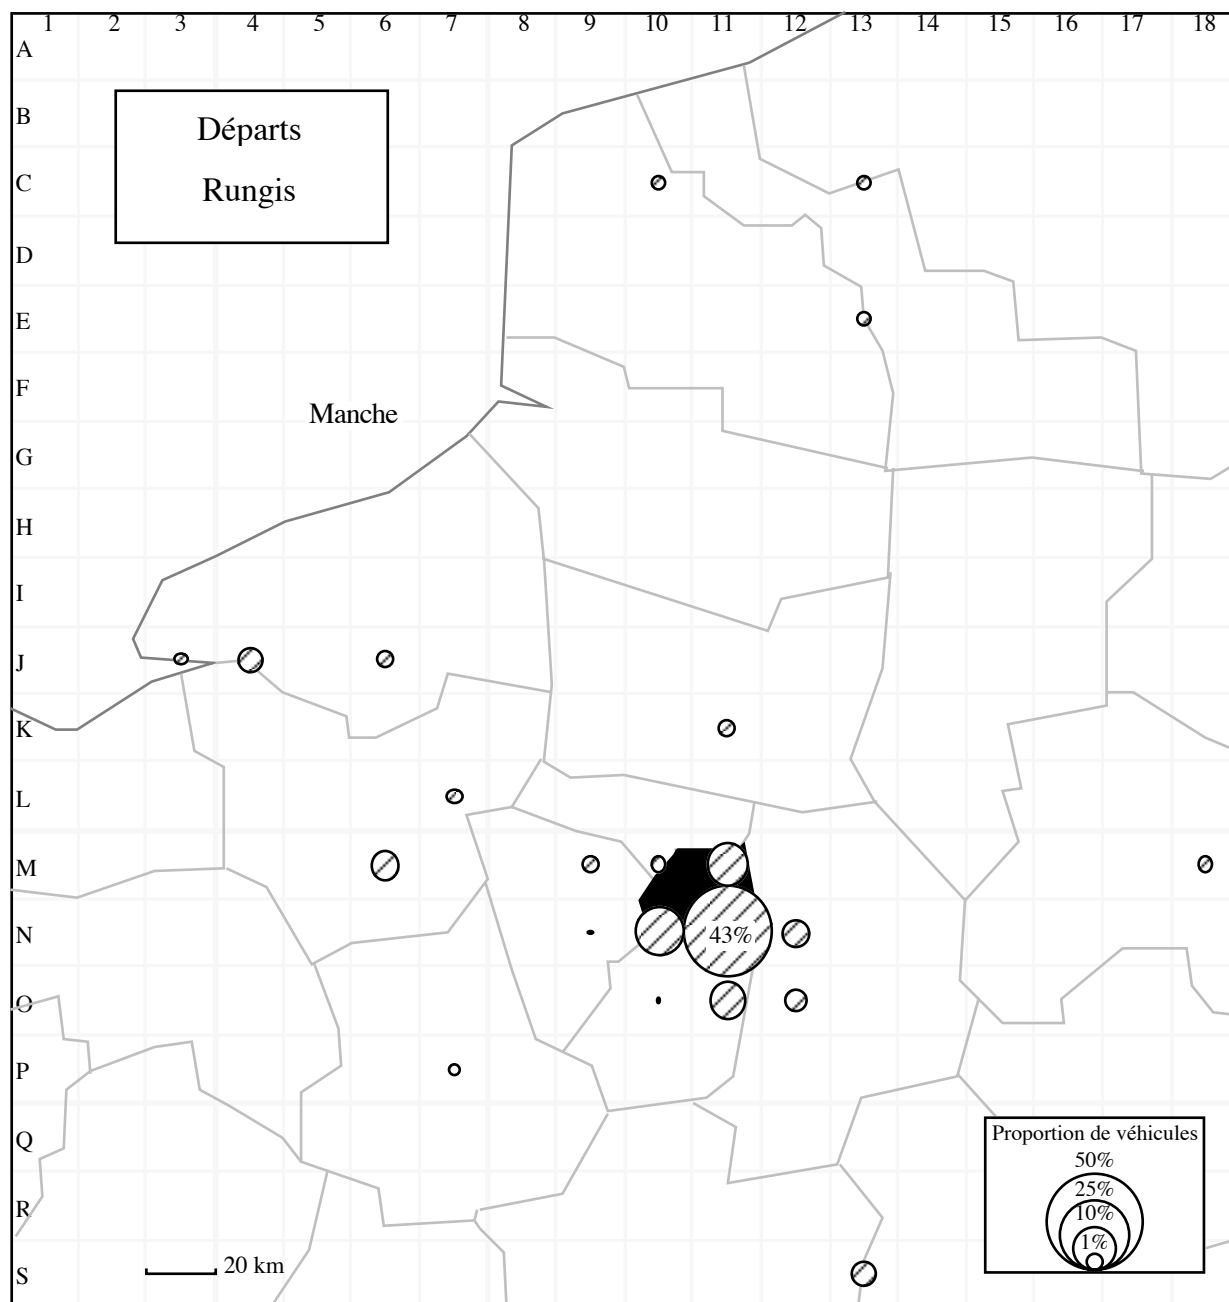 1 2 3 4 5 6 7 8 9 10 11 12 13 14 15 16 17 18
A
B
Départs
Rungis
C
D
E
F
Manche
G
H
I
J
K
L
M
N
43%
O
P
Q
Proportion de véhicules
50%
25%
10%
1%
R
S
20 km